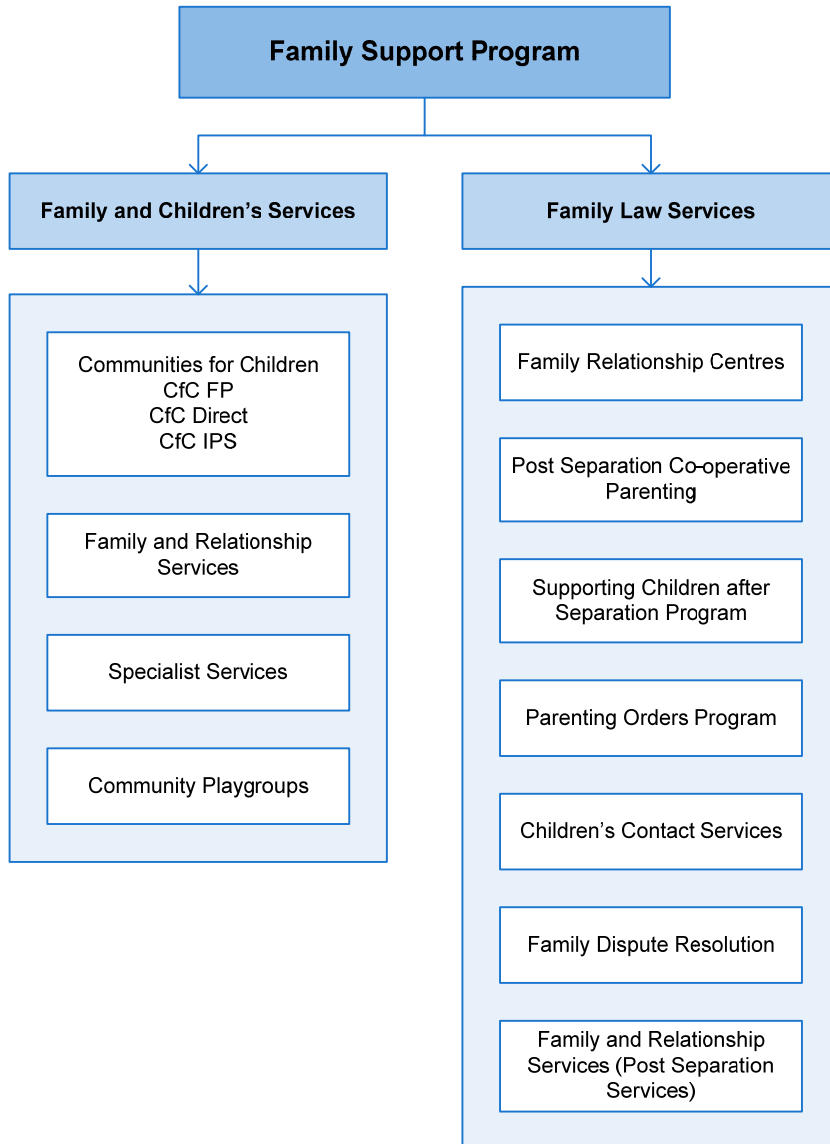 Family Support Program
Family and Children's Services
Communities for Children
CfC FP
CfC Direct
CfC IPS
Family and Relationship
Services
Specialist Services
Community Playgroups
Family Law Services
Family Relationship Centres
Post Separation Co-operative
Parenting
Supporting Children after
Separation Program
Parenting Orders Program
Children's Contact Services
Family Dispute Resolution
Family and Relationship
Services (Post Separation
Services)